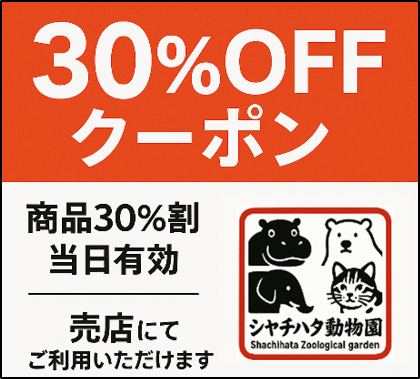 30%OFF
クーポン
商品30%割
当日有効
売店にて
ご利用いただけます
シャチハタ動物園
Shachihata Zoological garden